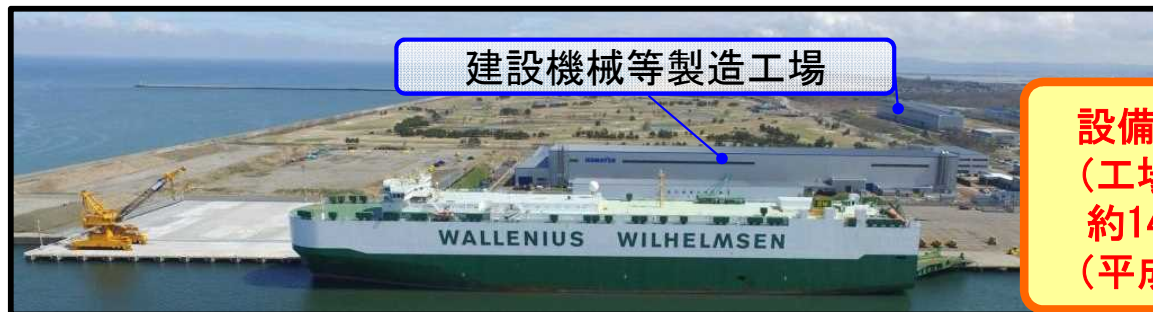 建設機械等製造工場
KOMATSU
WALLENIUS WILHELMSEN
設備
（工場
約14
（平成